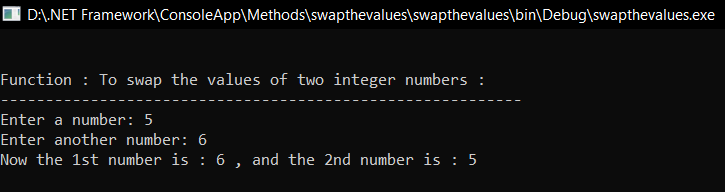 D:\.NET Framework\ConsoleApp\Methods\swapthevalues\swapthevalues\bin\Debug\swapthevalues.exe
Function : To swap the values of two integer numbers :
----------------------------------------------------------
Enter a number: 5
Enter another number: 6
Now the 1st number is : 6 , and the 2nd number is : 5